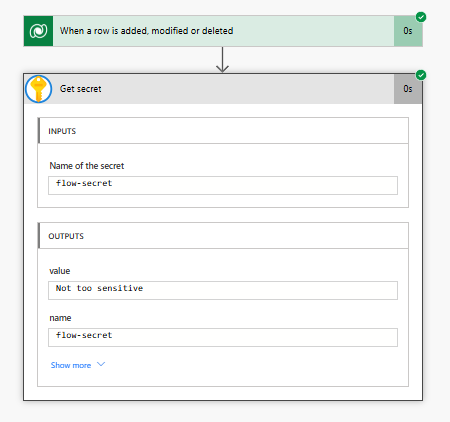 When a row is added, modified or deleted
0s
Get secret
0s
INPUTS
Name of the secret
flow-secret
OUTPUTS
value
Not too sensitive
name
flow-secret
Show more